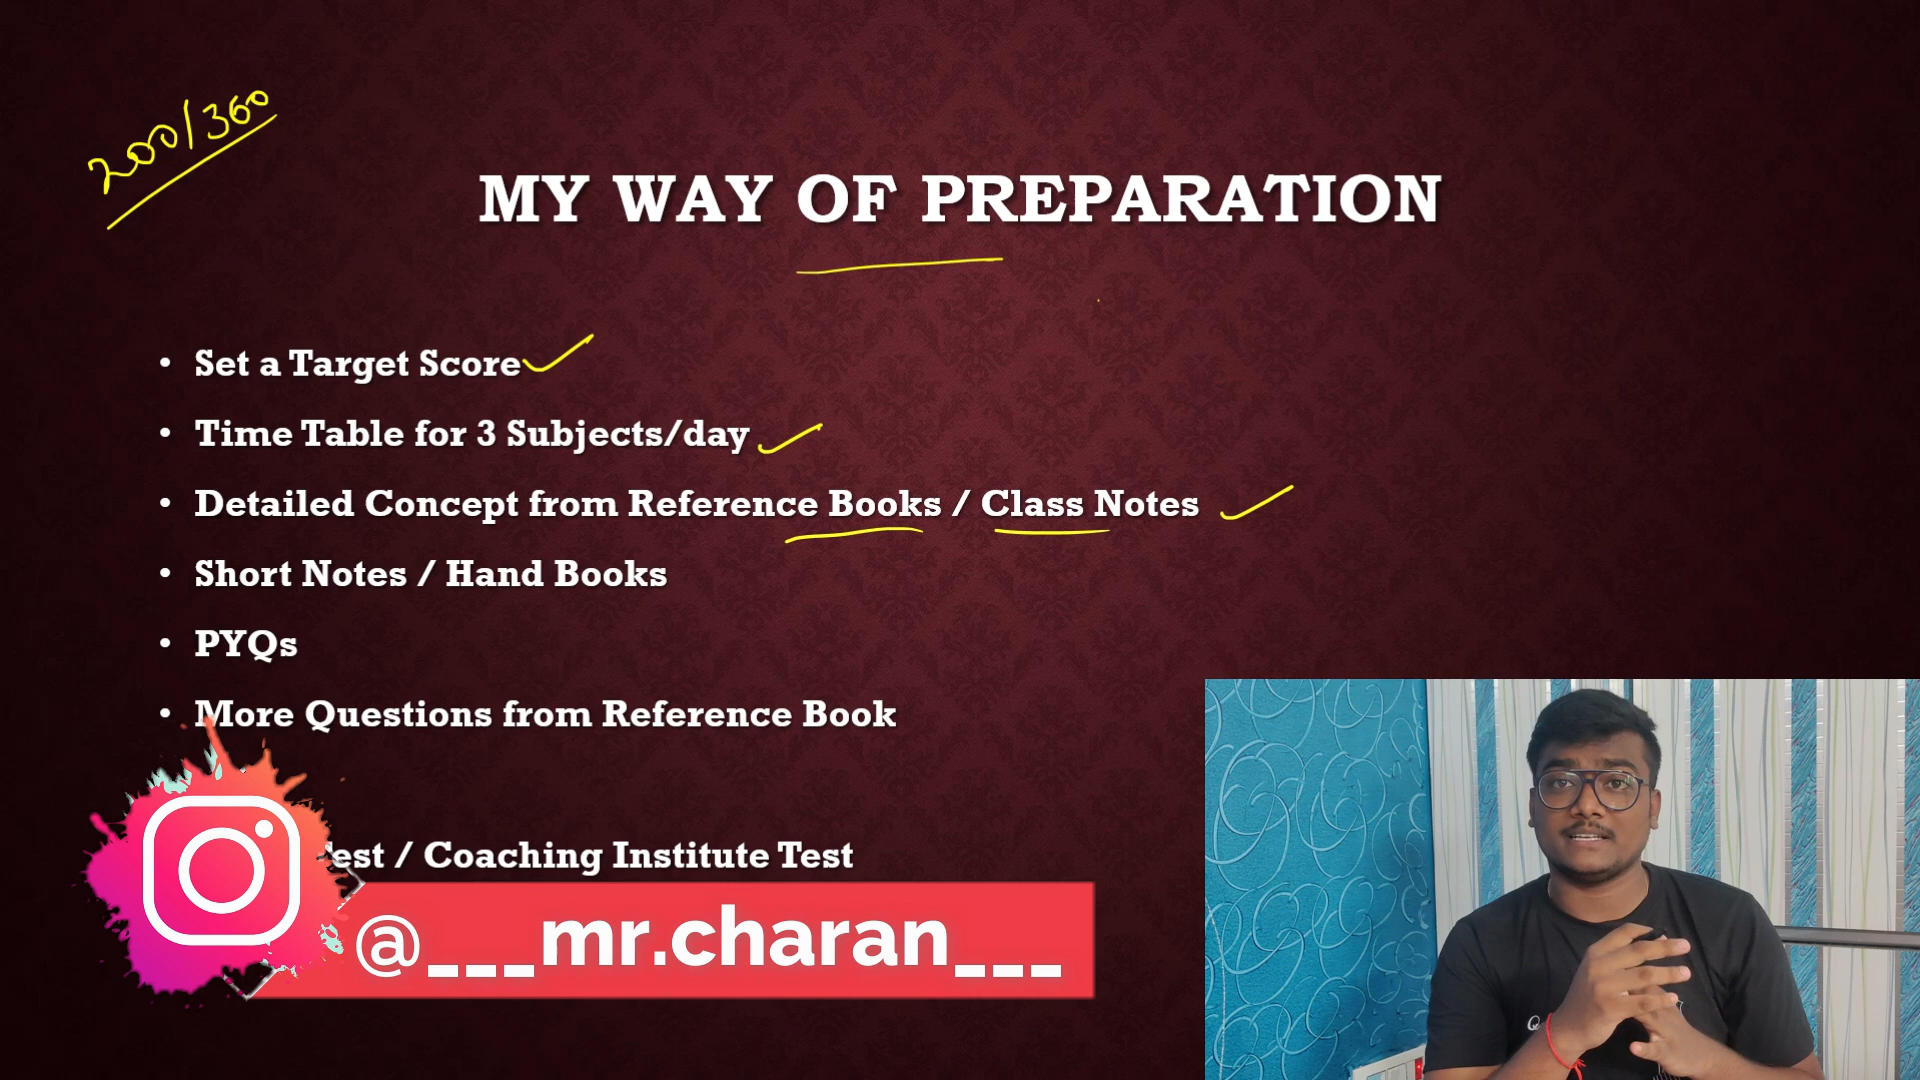 200/360
MY WAY OF PREPARATION
• Set a Target Score
• Time Table for 3 Subjects/day
• Detailed Concept from Reference Books / Class Notes
• Short Notes / Hand Books
• PYQs
• More Questions from Reference Book
est / Coaching Institute Test
@___mr.charan___